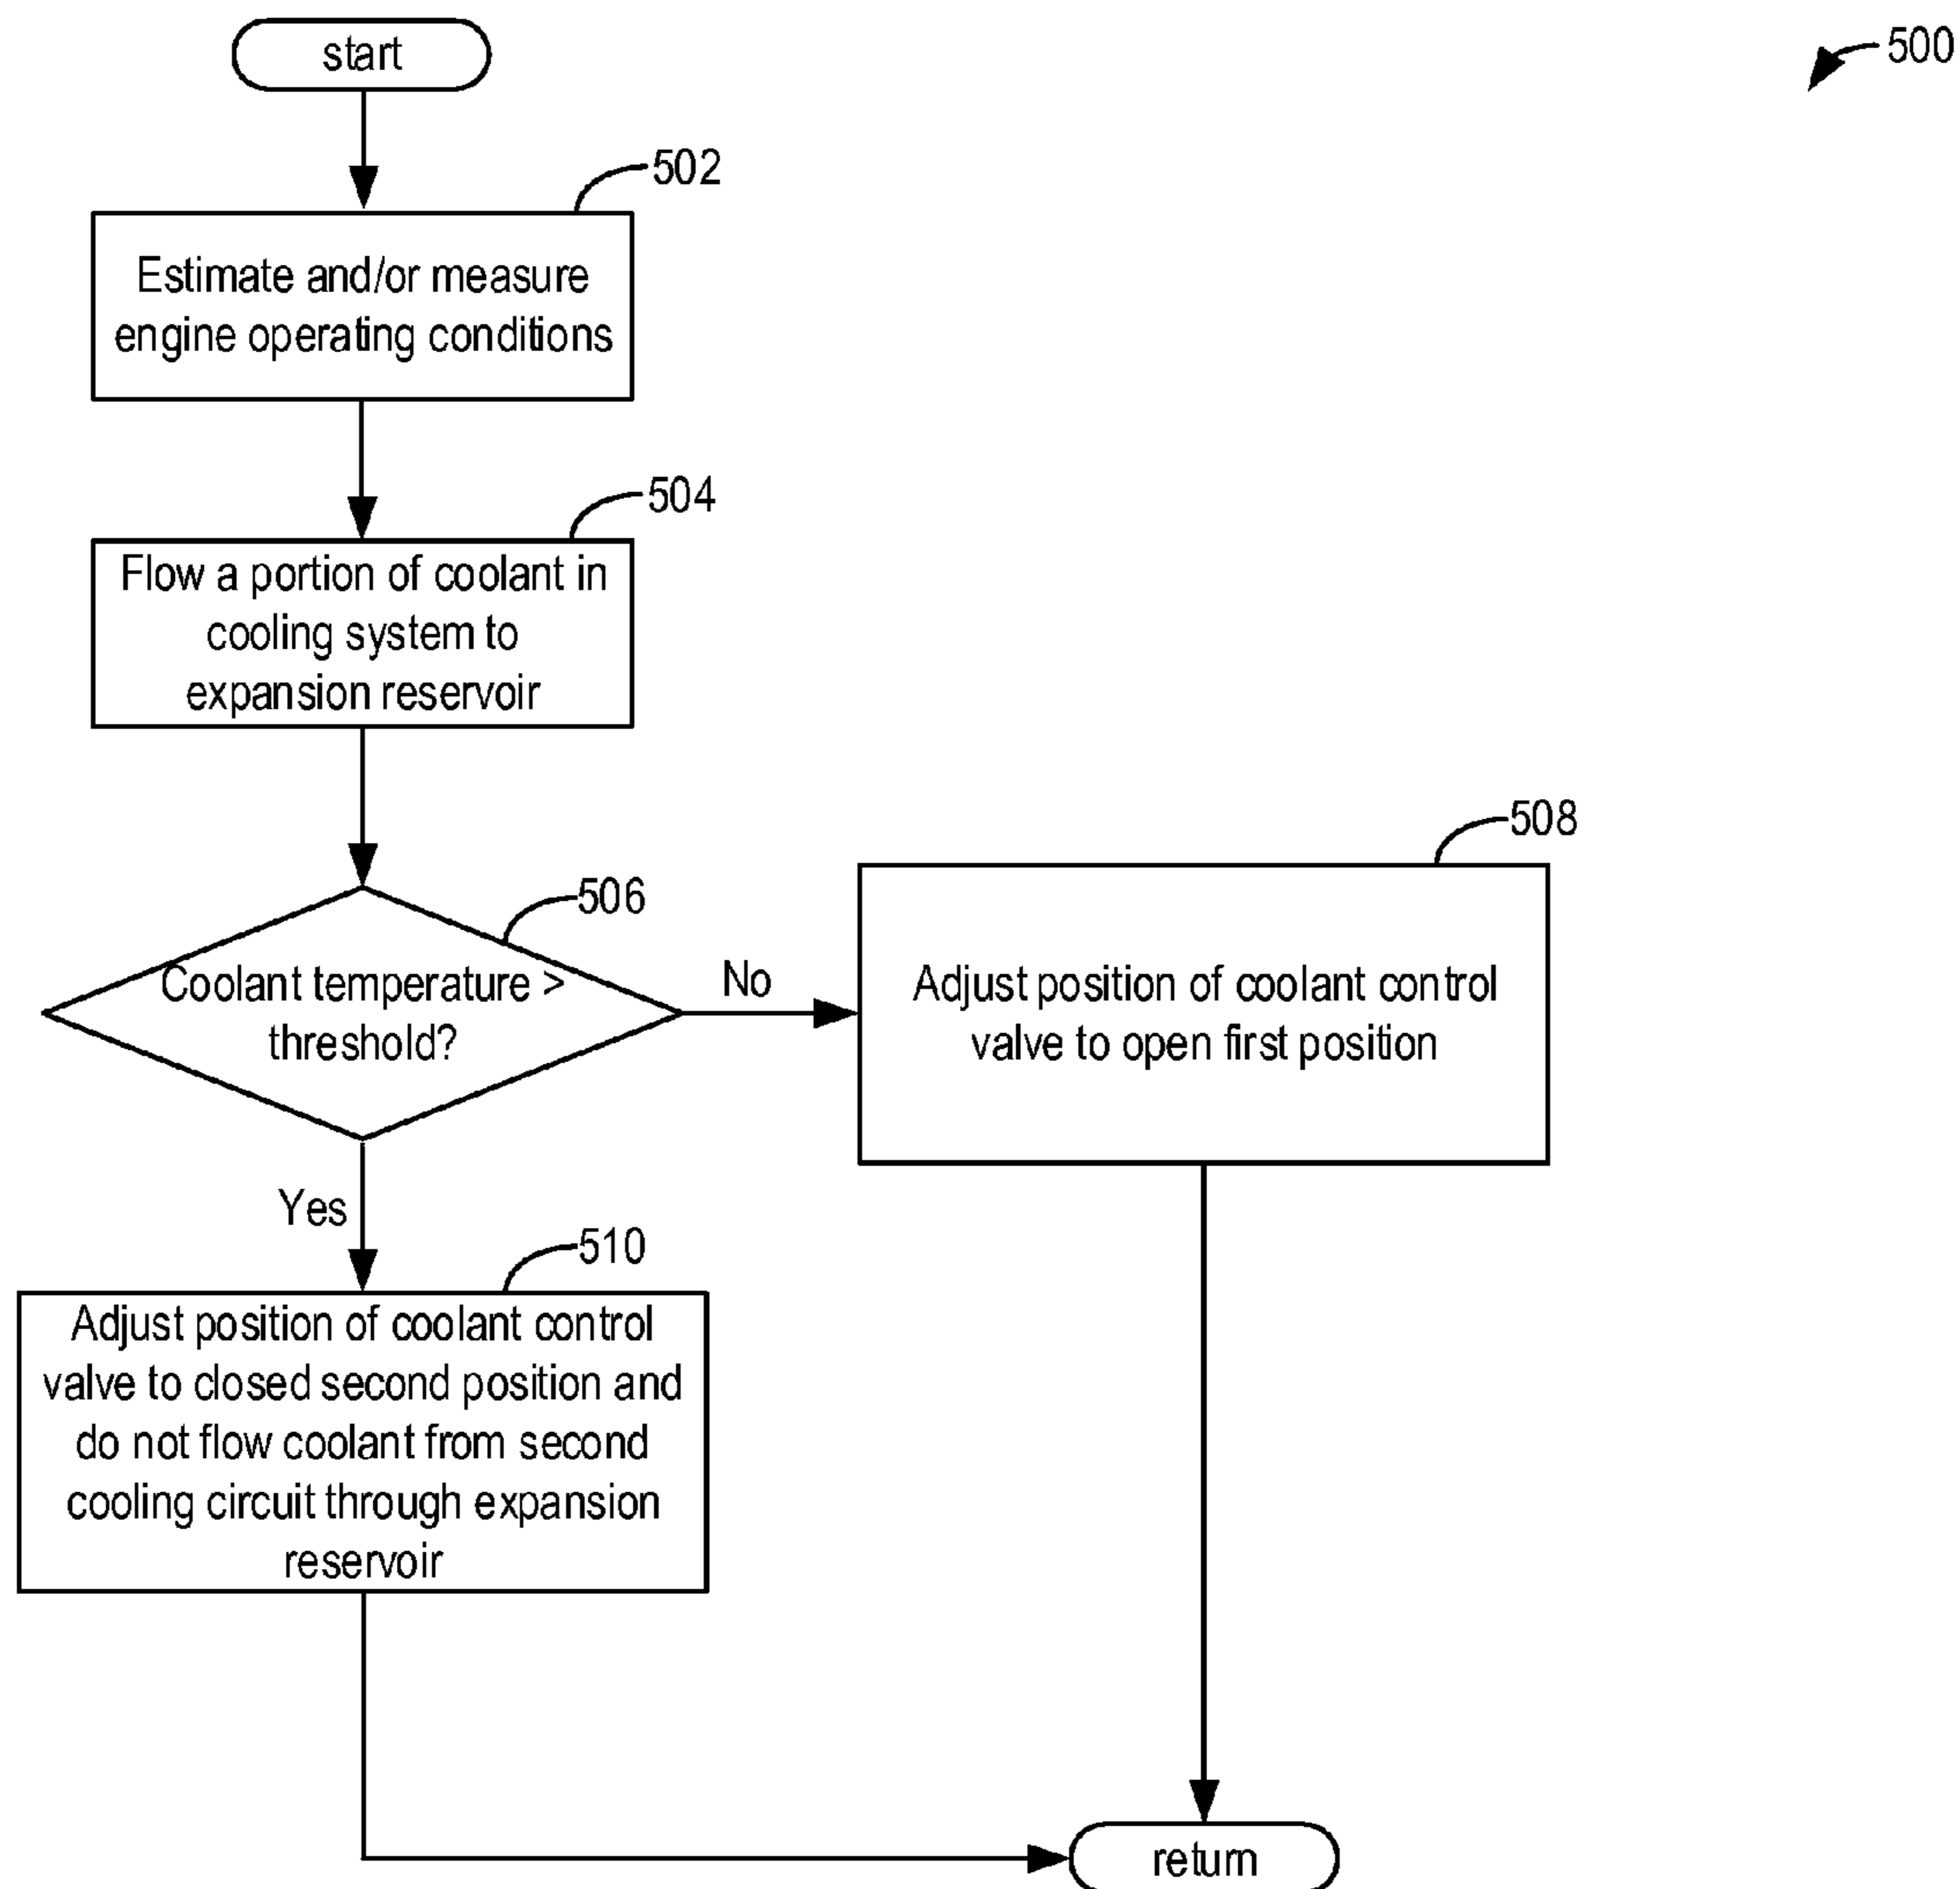 start
500
502
Estimate and/or measure
engine operating conditions
504
Flow a portion of coolant in
cooling system to
expansion reservoir
506
Coolant temperature >
threshold?
No
508
Adjust position of coolant control
valve to open first position
Yes
510
Adjust position of coolant control
valve to closed second position and
do not flow coolant from second
cooling circuit through expansion
reservoir
return